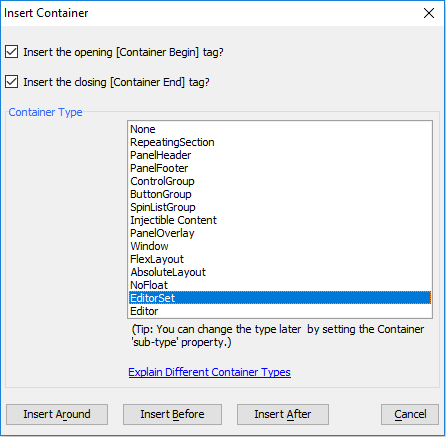 Insert Container
Insert the opening [Container Begin] tag?
Insert the closing [Container End] tag?
Container Type
None
RepeatingSection
PanelHeader
PanelFooter
ControlGroup
ButtonGroup
SpinListGroup
Injectible Content
PanelOverlay
Window
FlexLayout
AbsoluteLayout
NoFloat
EditorSet
Editor
(Tip: You can change the type later by setting the Container
'sub-type' property.)
Explain Different Container Types
Insert Around
Insert Before
Insert After
Cancel